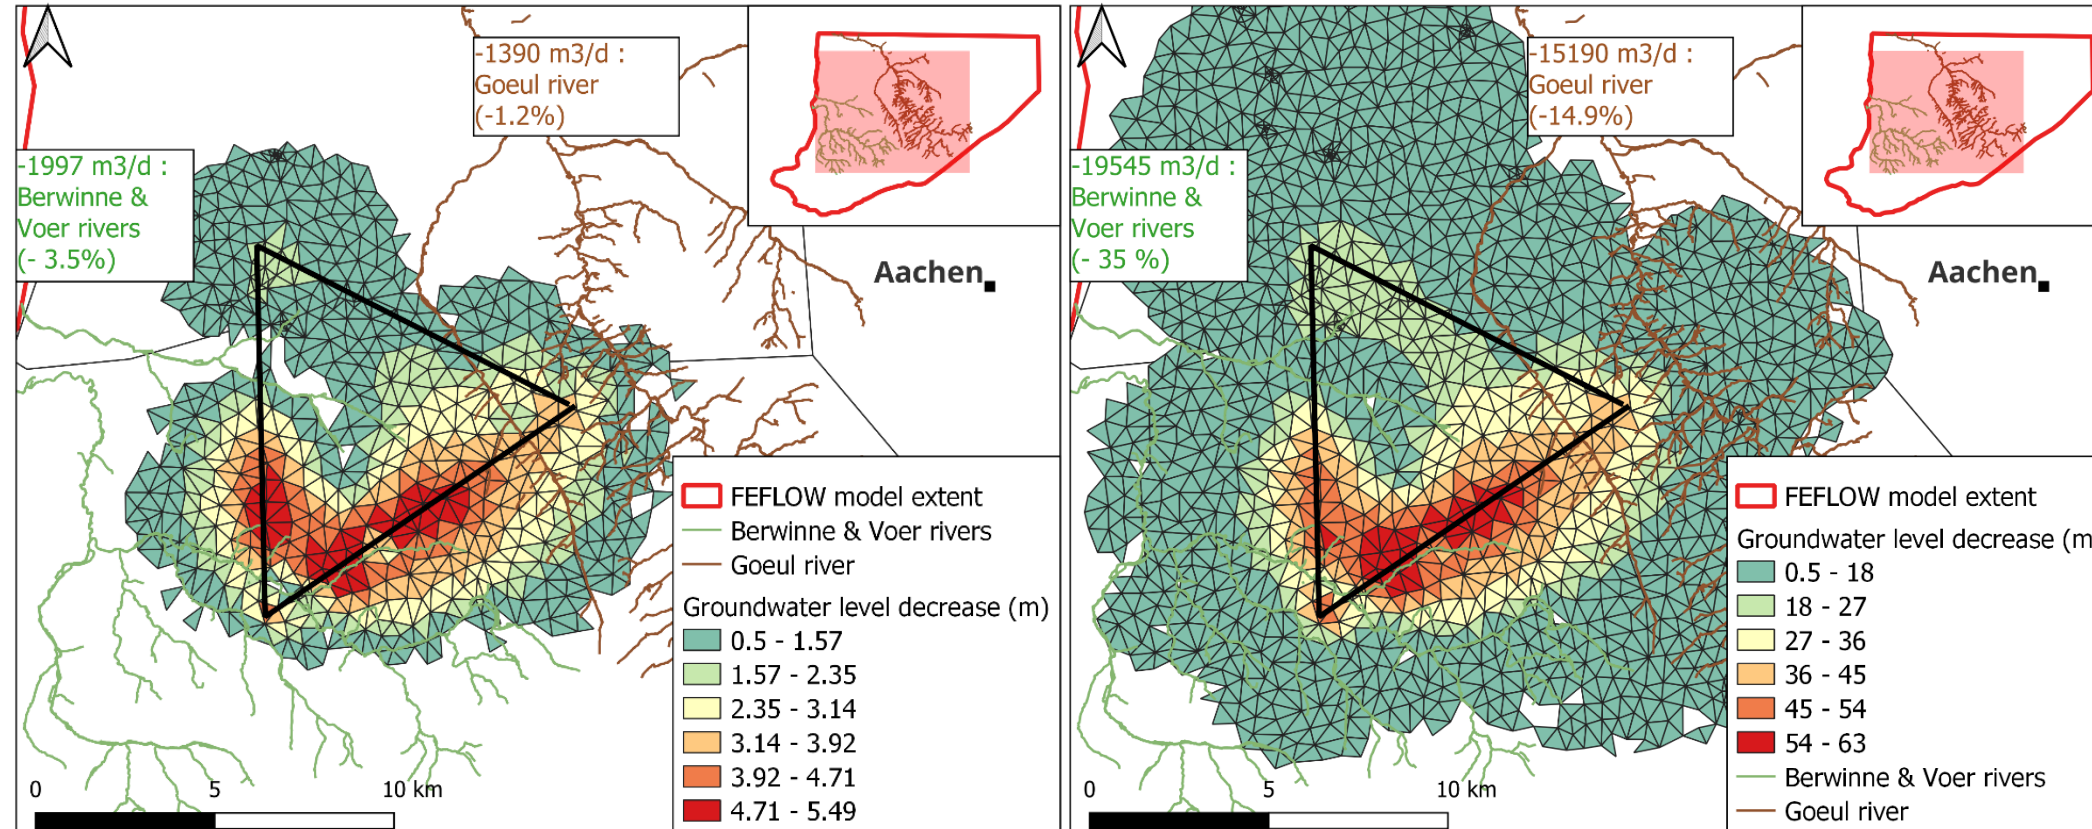 -1390 m3/d :
Goeul river
(-1.2%)
-1997 m3/d :
Berwinne &
Voer rivers
(- 3.5%)
Aachen
FEFLOW model extent
Berwinne & Voer rivers
Goeul river
Groundwater level decrease (m)
0.5 - 1.57
1.57 - 2.35
2.35 - 3.14
3.14 - 3.92
3.92 - 4.71
4.71 - 5.49
0 5 10 km
-15190 m3/d :
Goeul river
(-14.9%)
-19545 m3/d :
Berwinne &
Voer rivers
(- 35 %)
Aachen
FEFLOW model extent
Groundwater level decrease (m
0.5 - 18
18 - 27
27 - 36
36 - 45
45 - 54
54 - 63
Berwinne & Voer rivers
Goeul river
0 5 10 km